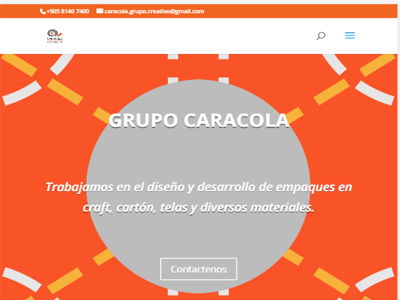 +505 8140 7400 caracola.grupo.creativo@gmail.com
GRUPO CARACOLA
Trabajamos en el diseño y desarrollo de empaques en
craft, cartón, telas y diversos materiales.
Contactenos